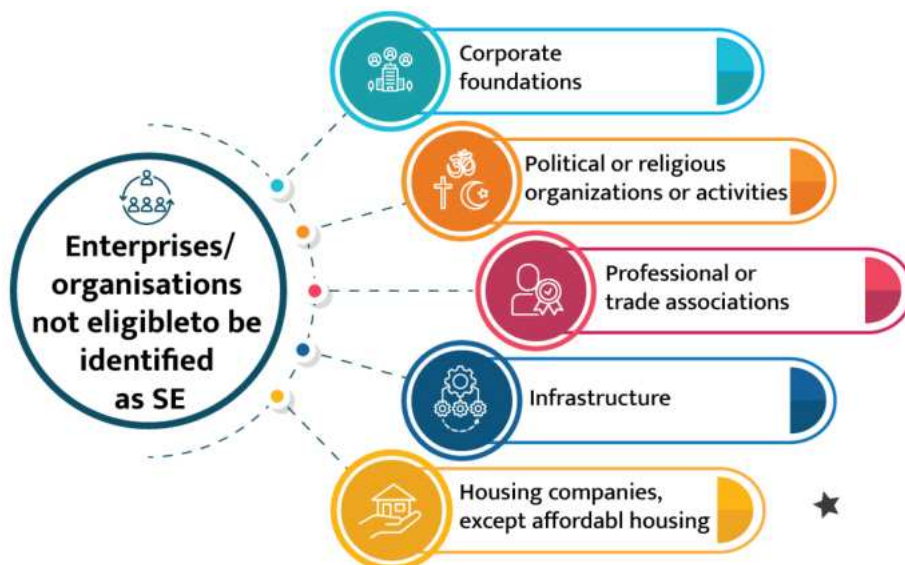 Enterprises/
organisations
not eligibleto be
identified
as SE
Corporate
foundations
Political or religious
organizations or activities
Professional or
trade associations
Infrastructure
Housing companies,
except affordabl housing